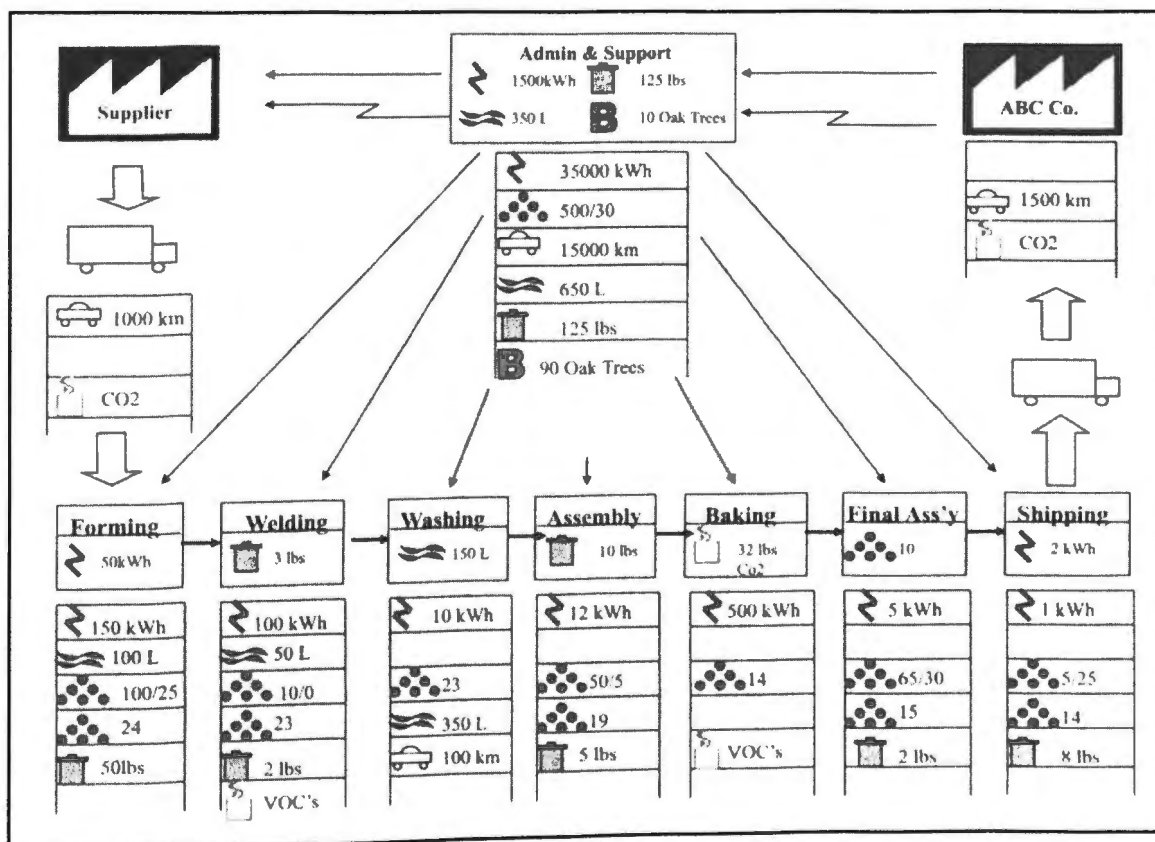 Admin & Support
1500kWh
125 lbs
350 L
B
10 Oak Trees
Supplier
ABC Co.
35000 kWh
500/30
15000 km
650 L
125 lbs
B
90 Oak Trees
1000 km
CO2
1500 km
CO2
Forming
50kWh
150 kWh
100 L
100/25
24
50lbs
Welding
3 lbs
100 kWh
50 L
10/0
23
2 lbs
VOC's
Washing
150 L
10 kWh
23
350 L
100 km
Assembly
10 lbs
12 kWh
50/5
19
5 lbs
Baking
32 lbs
Co2
500 kWh
14
VOC's
Final Ass'y
10
5 kWh
65/30
15
2 lbs
Shipping
2 kWh
1 kWh
5/25
14
8 lbs